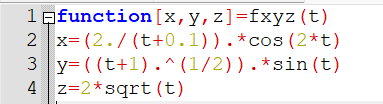 1 function[x,y,z]=fxyz(t)
2 x=(2./(t+0.1)).*cos(2*t)
3 y=((t+1).^(1/2)).*sin(t)
4 z=2*sqrt(t)